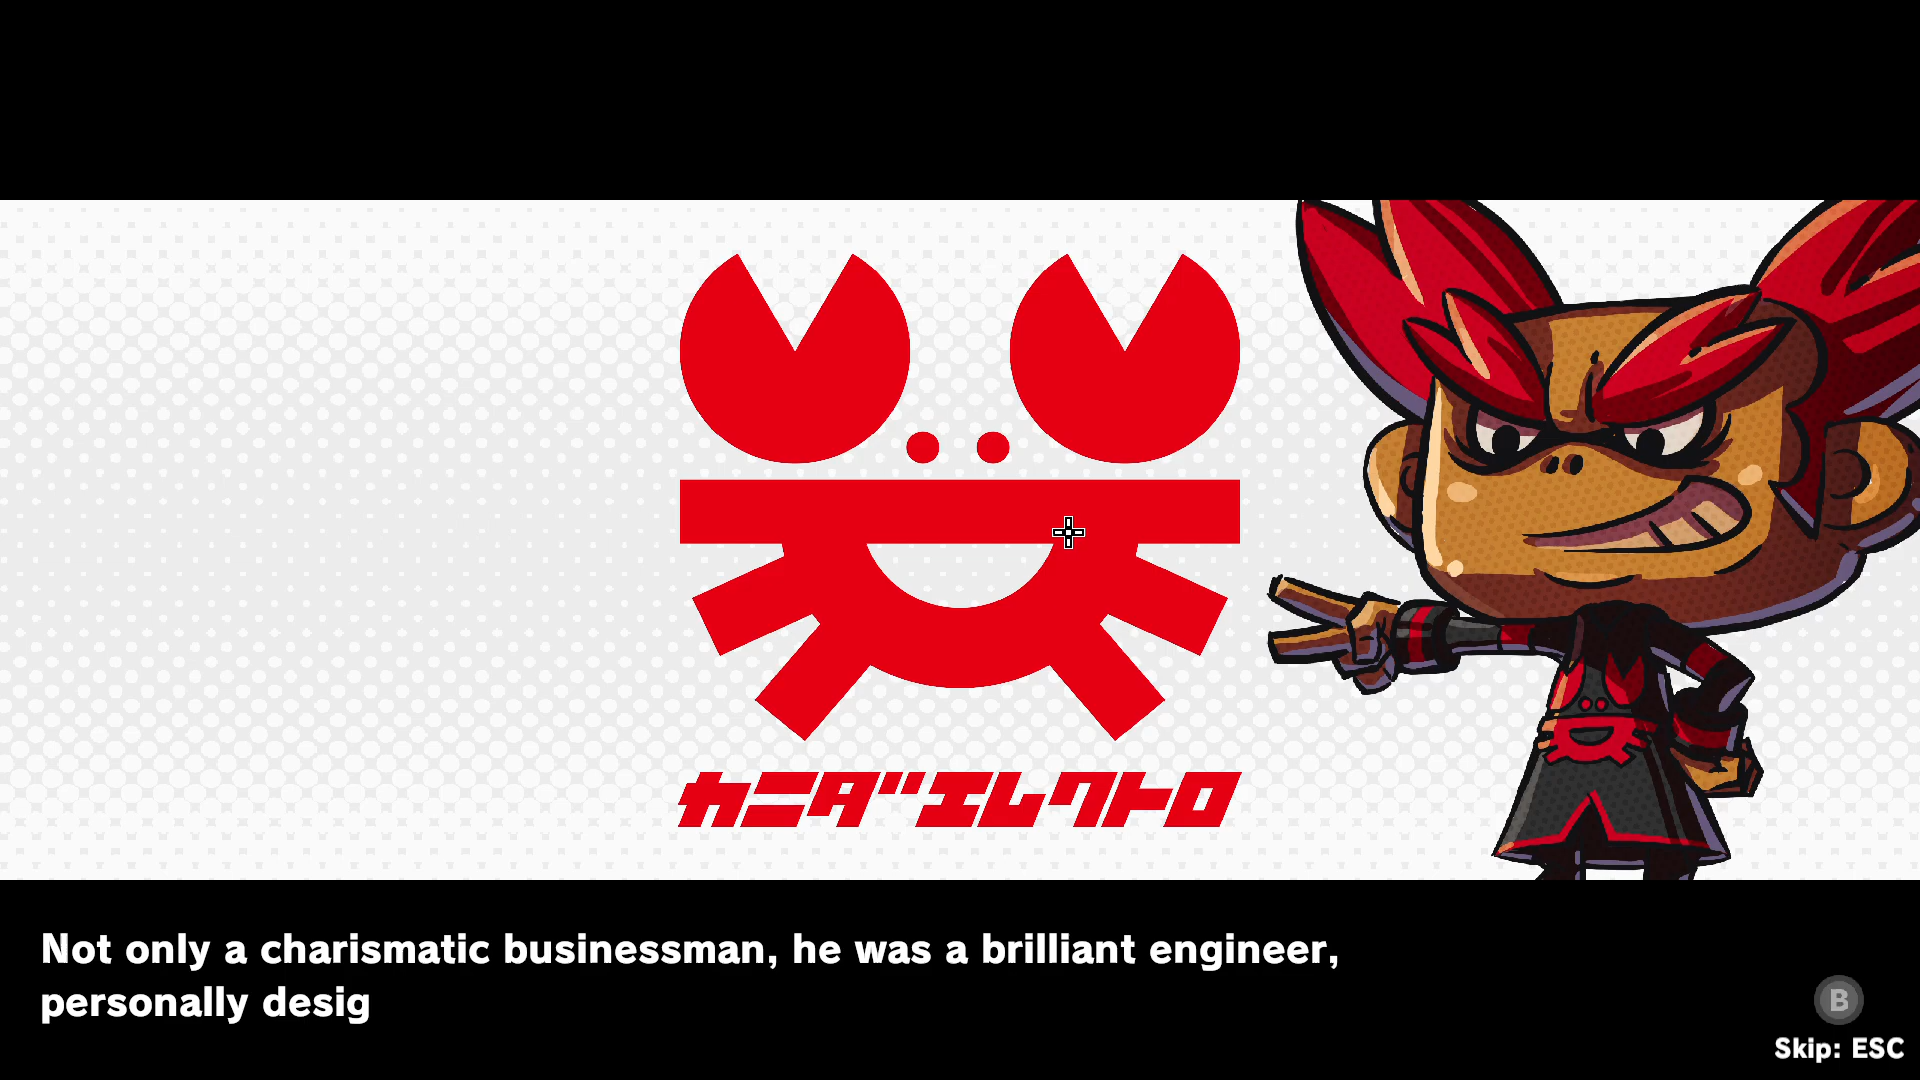 カニダエレクトロ
Not only a charismatic businessman, he was a brilliant engineer,
personally desig
B
Skip: ESC